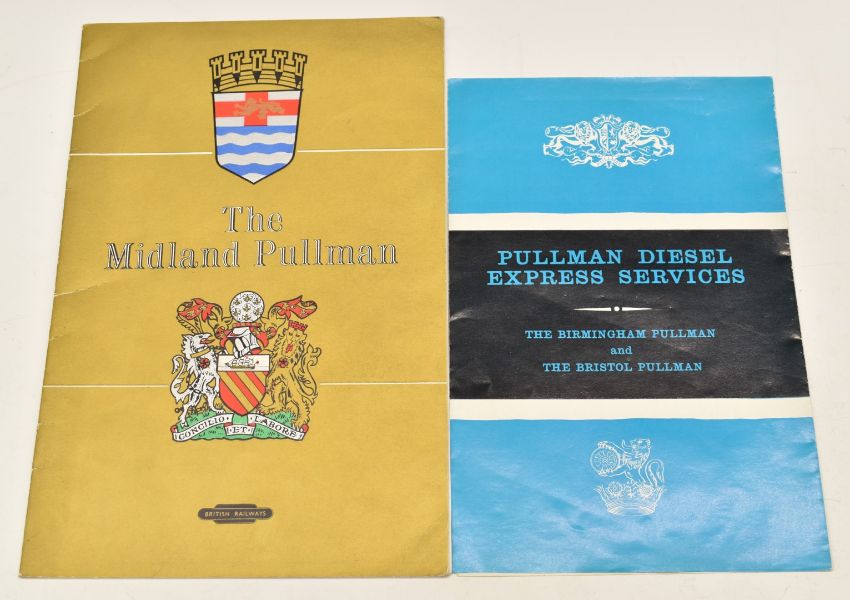 The
Midland Pullman
CONCILIO · ET · LABORE
BRITISH RAILWAYS
PULLMAN DIESEL
EXPRESS SERVICES
THE BIRMINGHAM PULLMAN
and
THE BRISTOL PULLMAN